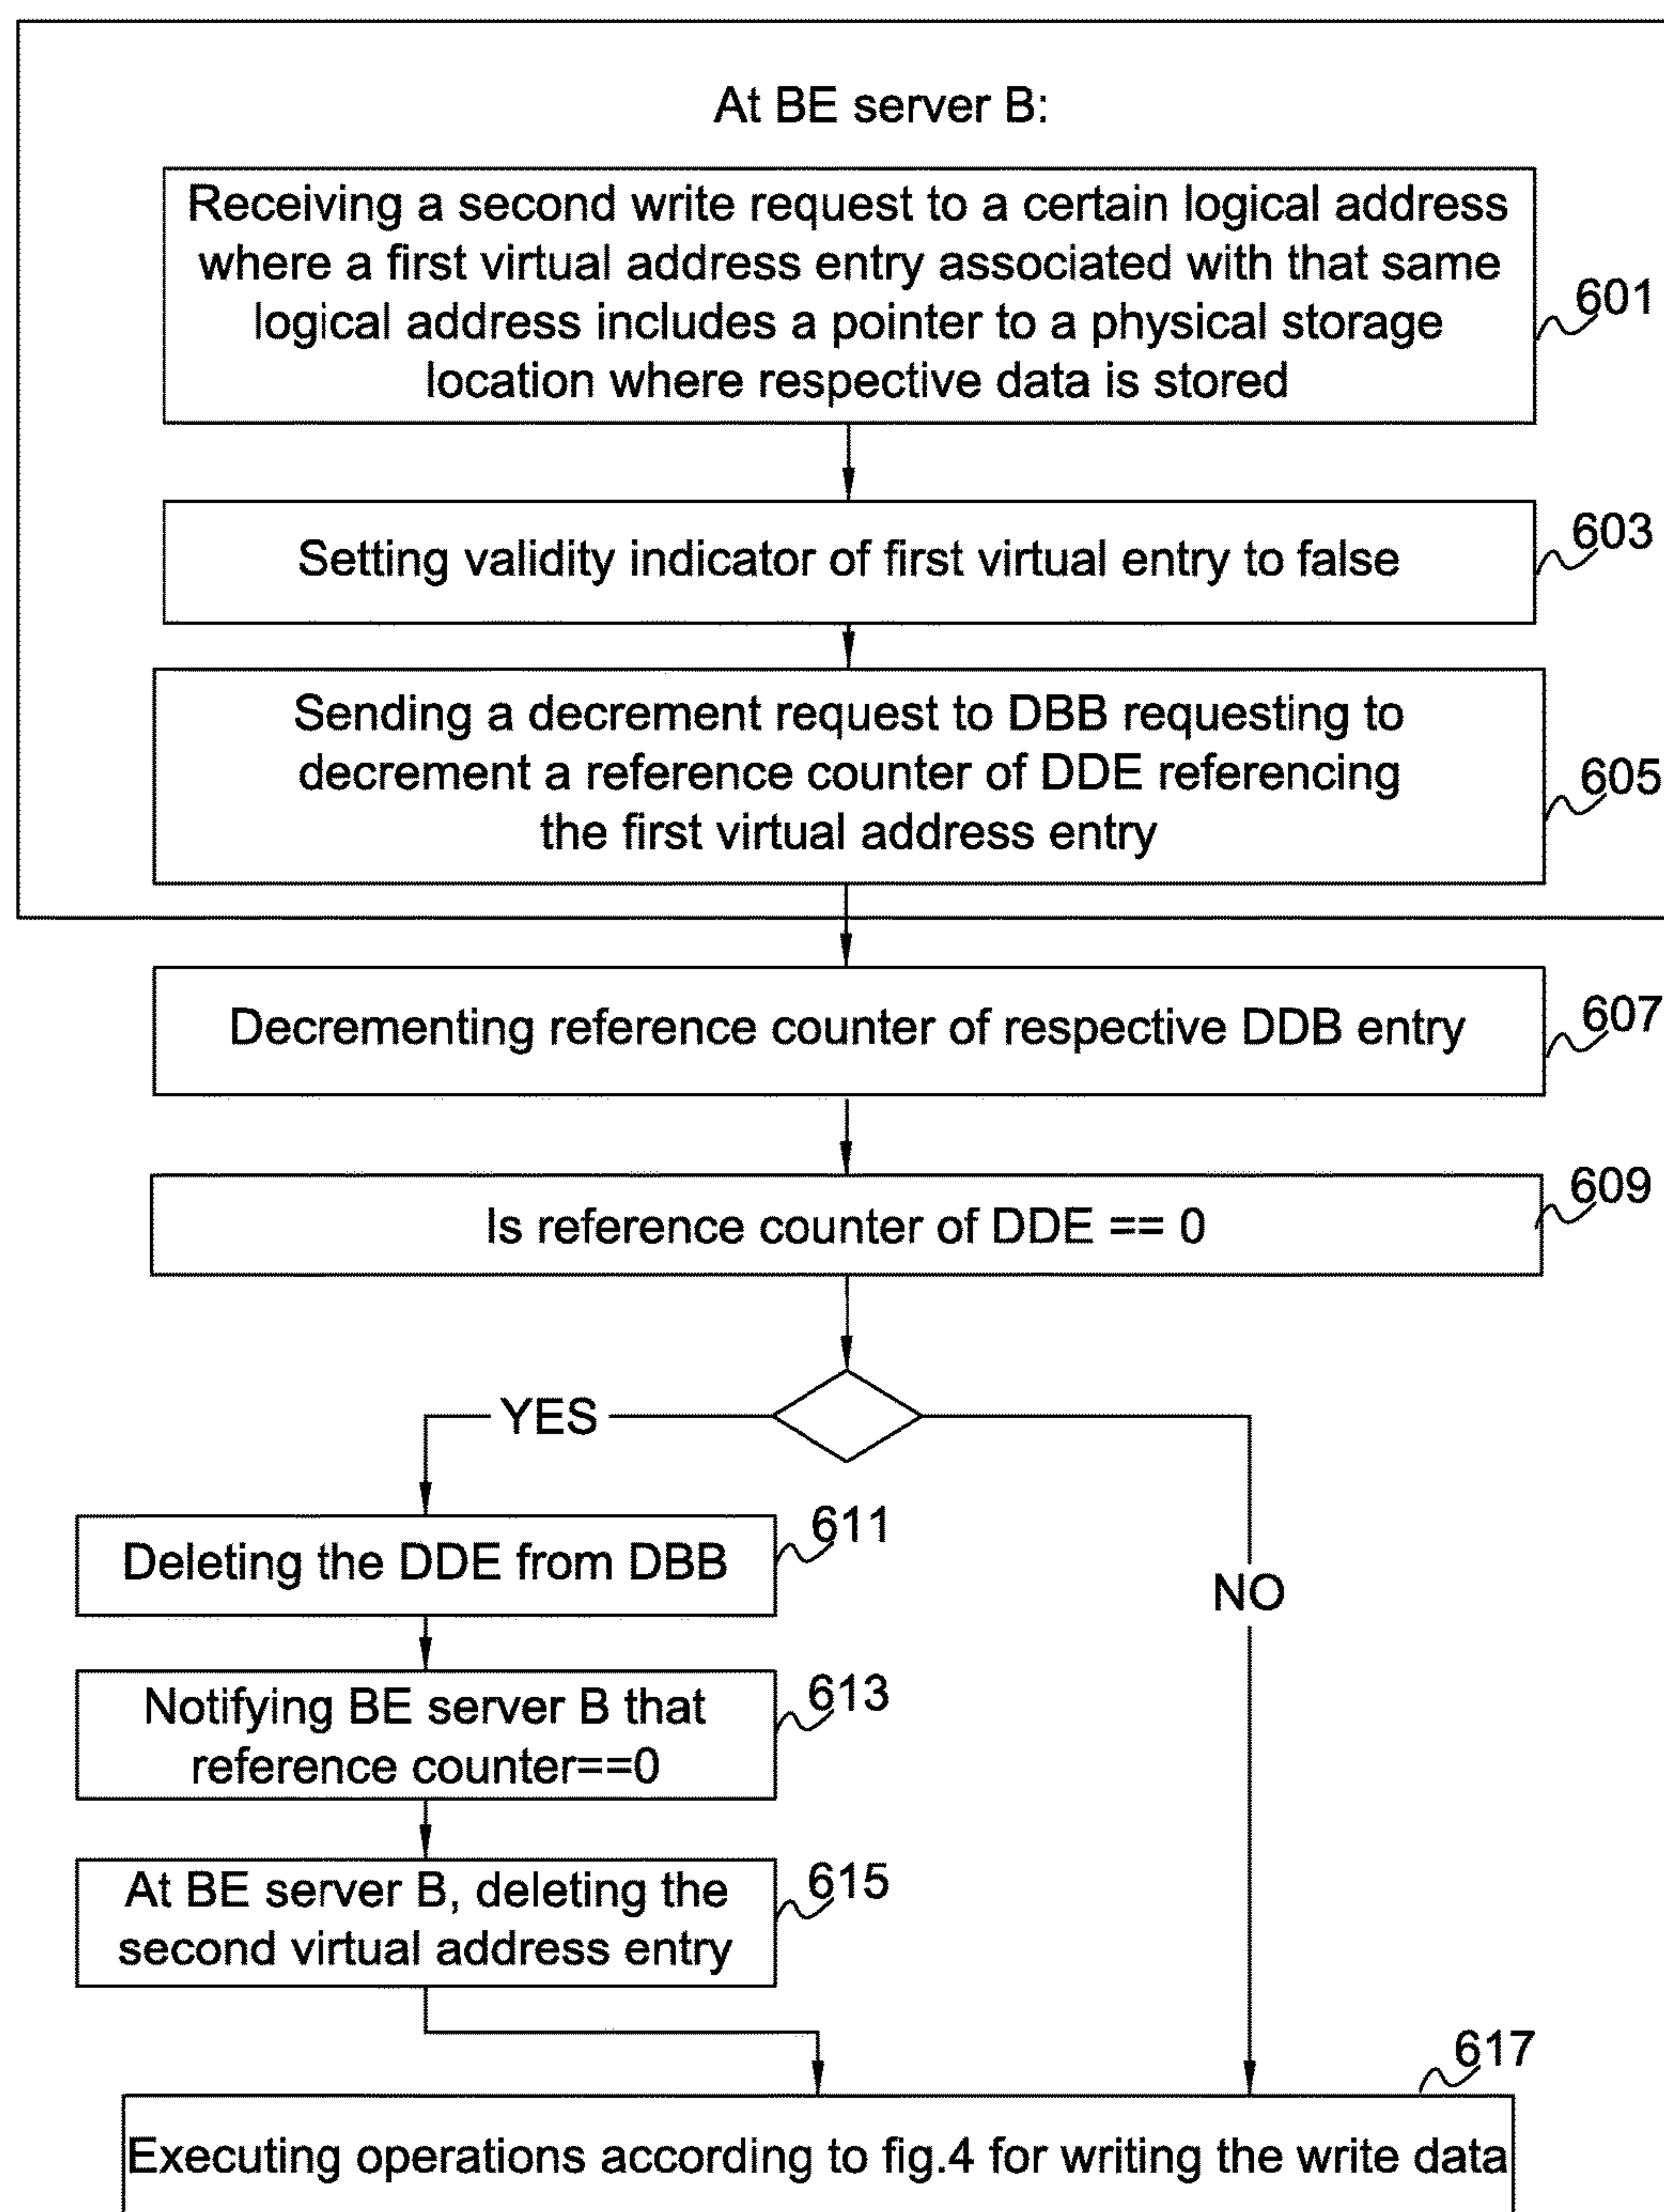 At BE server B:
Receiving a second write request to a certain logical address
where a first virtual address entry associated with that same
logical address includes a pointer to a physical storage
location where respective data is stored
601
Setting validity indicator of first virtual entry to false
603
Sending a decrement request to DBB requesting to
decrement a reference counter of DDE referencing
the first virtual address entry
605
Decrementing reference counter of respective DDB entry
607
Is reference counter of DDE == 0
609
YES
NO
Deleting the DDE from DBB
611
Notifying BE server B that
reference counter==0
613
At BE server B, deleting the
second virtual address entry
615
617
Executing operations according to fig.4 for writing the write data